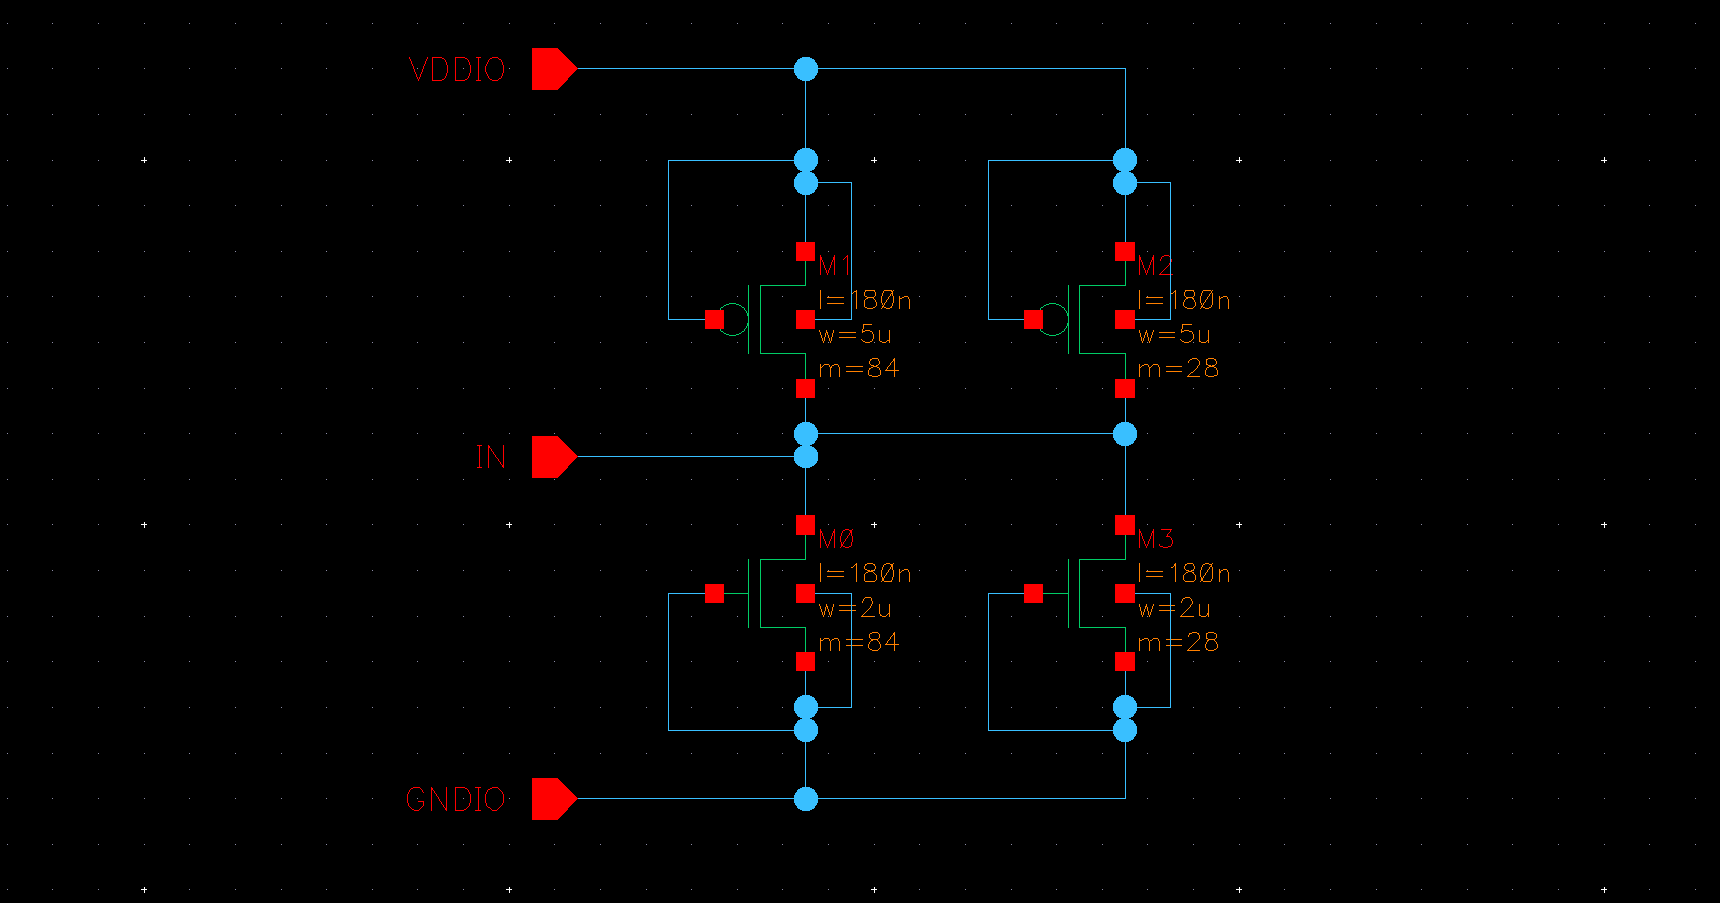 VDDIO
M1
l=180n
w=5u
m=84
M2
l=180n
w=5u
m=28
IN
M0
l=180n
w=2u
m=84
M3
l=180n
w=2u
m=28
GNDIO